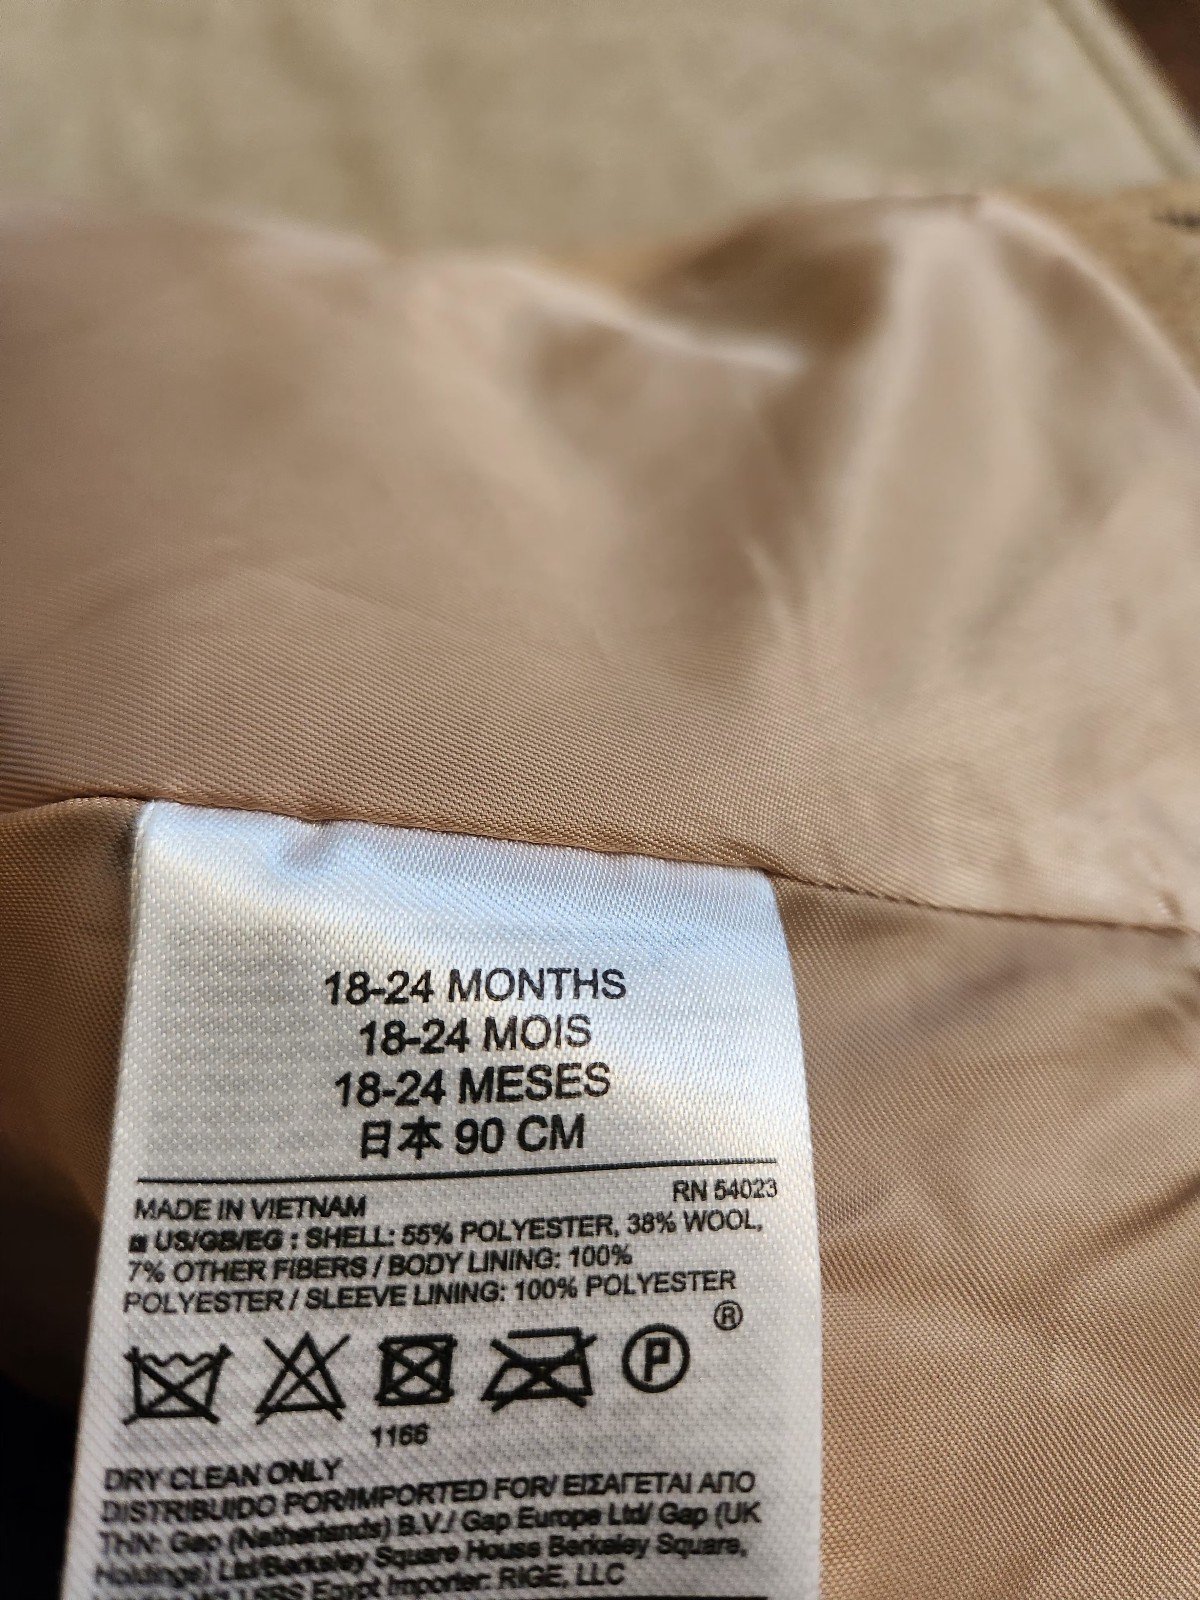 18-24 MONTHS
18-24 MOIS
18-24 MESES
日本 90 CM
MADE IN VIETNAM RN 54023
US/GB/EG : SHELL: 55% POLYESTER, 38% WOOL,
7% OTHER FIBERS / BODY LINING: 100%
POLYESTER / SLEEVE LINING: 100% POLYESTER
®
P
1166
DRY CLEAN ONLY
DISTRIBUIDO POR/IMPORTED FOR/ ΕΙΣΑΓΕΤΑΙ ΑΠΟ
ΤΗΝ: Gap (Netherlands) B.V./ Gap Europe Ltd/ Gap (UK
Holdings) Ltd/Berkeley Square House Berkeley Square,
Egypt Importer: RIGE, LLC